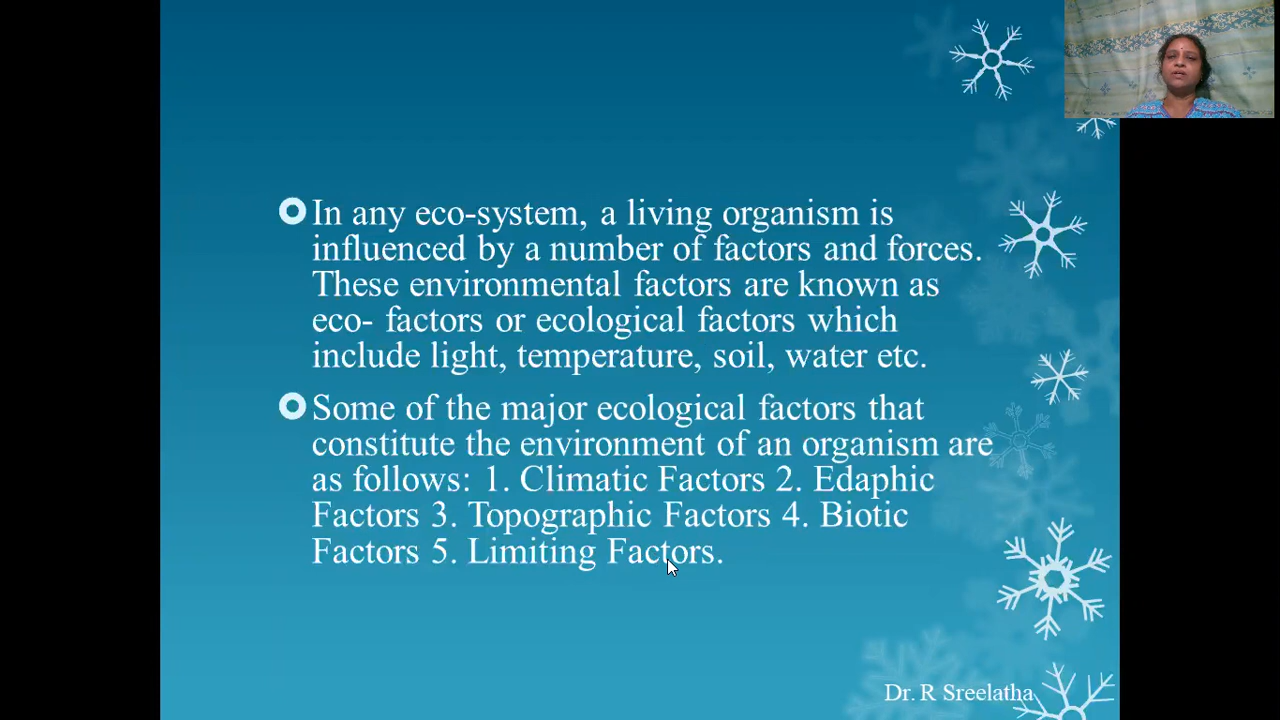 In any eco-system, a living organism is
influenced by a number of factors and forces.
These environmental factors are known as
eco- factors or ecological factors which
include light, temperature, soil, water etc.
Some of the major ecological factors that
constitute the environment of an organism are
as follows: 1. Climatic Factors 2. Edaphic
Factors 3. Topographic Factors 4. Biotic
Factors 5. Limiting Factors.
Dr. R Sreelatha